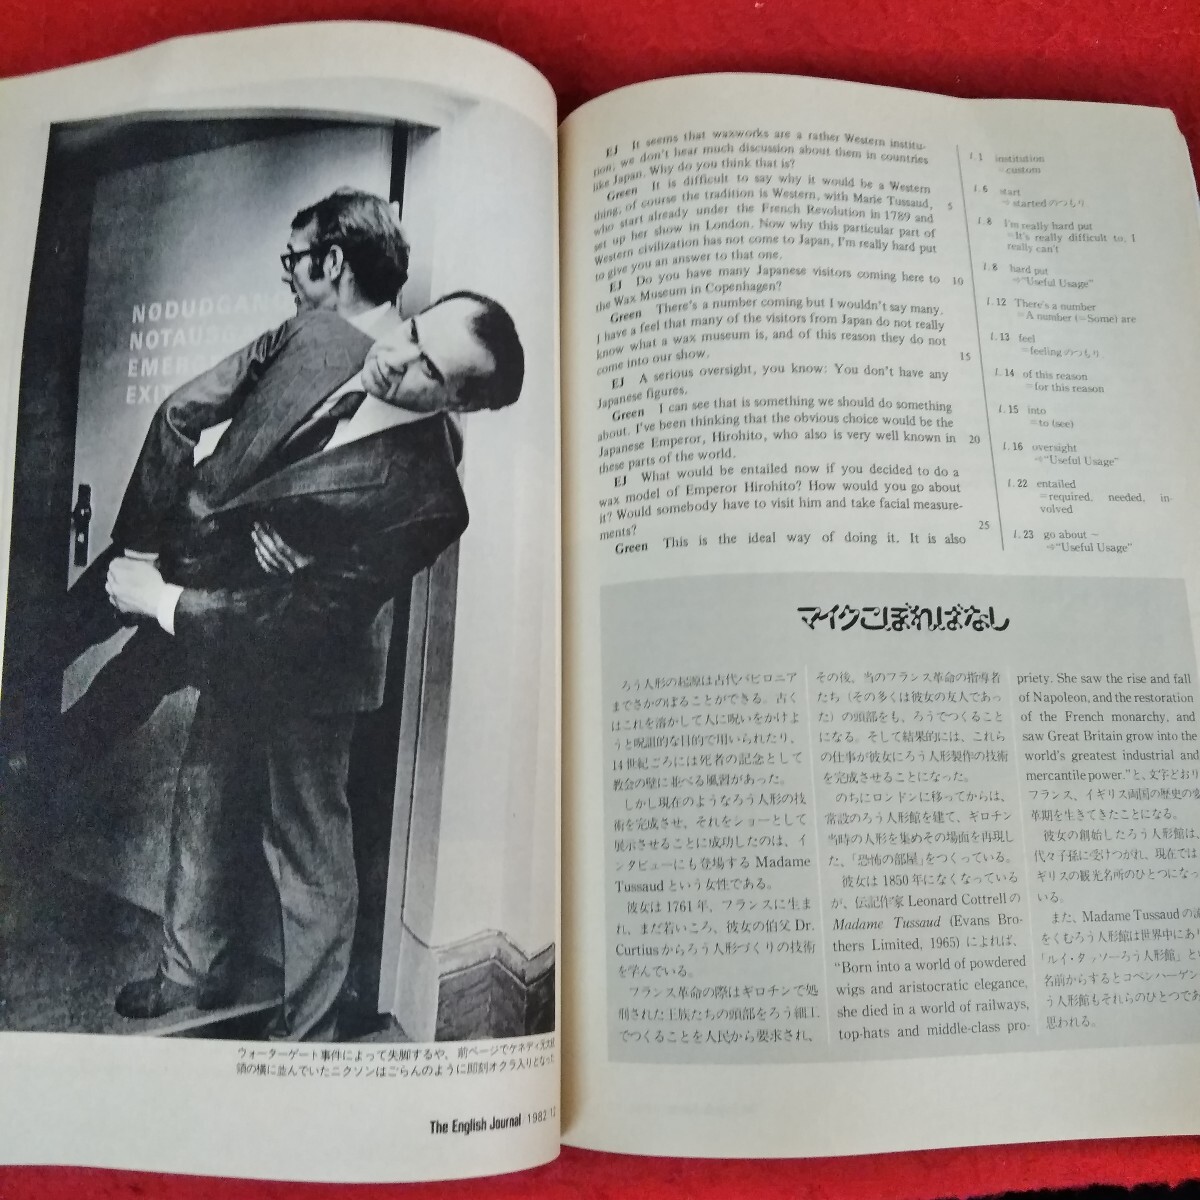 NØDUDGANG
NOTAUSGA
EMER
EXIT
ウォーターゲート事件によって失脚するや、前ページでケネディ元大統
領の横に並んでいたニクソンはごらんのように即刻オクラ入りとなった
The English Journal 1982・12
EJ It seems that waxworks are a rather Western institu-
tion; we don't hear much discussion about them in countries
like Japan. Why do you think that is?
Green It is difficult to say why it would be a Western
thing, of course the tradition is Western, with Marie Tussaud, 5
who start already under the French Revolution in 1789 and
set up her show in London. Now why this particular part of
Western civilization has not come to Japan, I'm really hard put
to give you an answer to that one.
EJ Do you have many Japanese visitors coming here to 10
the Wax Museum in Copenhagen?
Green There's a number coming but I wouldn't say many.
I have a feel that many of the visitors from Japan do not really
know what a wax museum is, and of this reason they do not
come into our show. 15
EJ A serious oversight, you know: You don't have any
Japanese figures.
Green I can see that is something we should do something
about. I've been thinking that the obvious choice would be the
Japanese Emperor, Hirohito, who also is very well known in 20
these parts of the world.
EJ What would be entailed now if you decided to do a
wax model of Emperor Hirohito? How would you go about
it? Would somebody have to visit him and take facial measure-
ments? 25
Green This is the ideal way of doing it. It is also
l. 1 institution
=custom
l. 6 start
⇒startedのつもり
l. 8 I'm really hard put
=It's really difficult to, I
really can't
l. 8 hard put
⇒"Useful Usage"
l. 12 There's a number
=A number (=Some) are
l. 13 feel
=feelingのつもり
l. 14 of this reason
=for this reason
l. 15 into
=to (see)
l. 16 oversight
⇒"Useful Usage"
l. 22 entailed
=required, needed, in-
volved
l. 23 go about ~
⇒"Useful Usage"
マイクこぼればなし
ろう人形の起源は古代バビロニア
までさかのぼることができる。古く
はこれを溶かして人に呪いをかけよ
うと呪詛的な目的で用いられたり、
14世紀ごろには死者の記念として
教会の壁に並べる風習があった。
しかし現在のようなろう人形の技
術を完成させ、それをショーとして
展示させることに成功したのは、イ
ンタビューにも登場する Madame
Tussaud という女性である。
彼女は1761年、フランスに生ま
れ、まだ若いころ、彼女の伯父 Dr.
Curtius からろう人形づくりの技術
を学んでいる。
フランス革命の際はギロチンで処
刑された王族たちの頭部をろう細工
でつくることを人民から要求され、
その後、当のフランス革命の指導者
たち（その多くは彼女の友人であっ
た）の頭部をも、ろうでつくること
になる。そして結果的には、これら
の仕事が彼女にろう人形製作の技術
を完成させることになった。
のちにロンドンに移ってからは、
常設のろう人形館を建て、ギロチン
当時の人形を集めその場面を再現し
た、「恐怖の部屋」をつくっている。
彼女は1850年になくなっている
が、伝記作家 Leonard Cottrell の
Madame Tussaud (Evans Bro-
thers Limited, 1965) によれば、
"Born into a world of powdered
wigs and aristocratic elegance,
she died in a world of railways,
top-hats and middle-class pro-
priety. She saw the rise and fall
of Napoleon, and the restoration
of the French monarchy, and
saw Great Britain grow into the
world's greatest industrial and
mercantile power."と、文字どおり
フランス、イギリス両国の歴史の変
革期を生きてきたことになる。
彼女の創始したろう人形館は、
代々子孫に受けつがれ、現在では
ギリスの観光名所のひとつになっ
いる。
また、Madame Tussaud の流
をくむろう人形館は世界中にあり
「ルイ・タッソーろう人形館」と
名前からするとコペンハーゲン
う人形館もそれらのひとつであ
思われる。